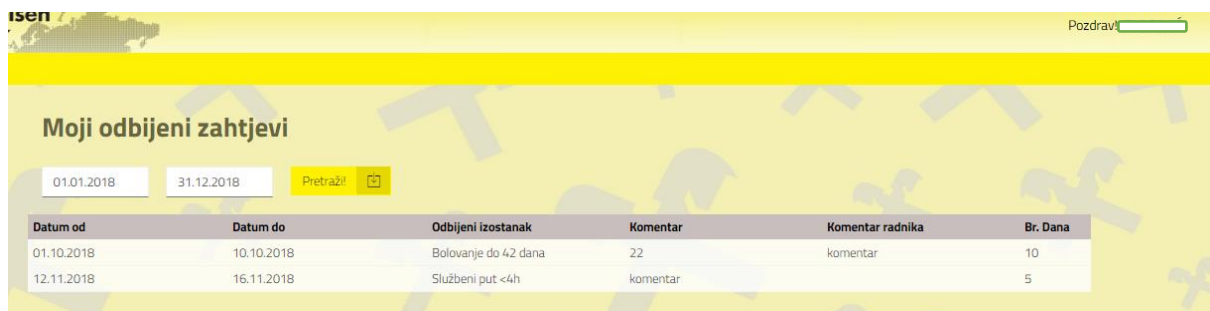 Pozdrav!
Moji odbijeni zahtjevi
01.01.2018 31.12.2018 Pretraži!
Datum od Datum do Odbijeni izostanak Komentar Komentar radnika Br. Dana
01.10.2018 10.10.2018 Bolovanje do 42 dana 22 komentar 10
12.11.2018 16.11.2018 Službeni put <4h komentar 5